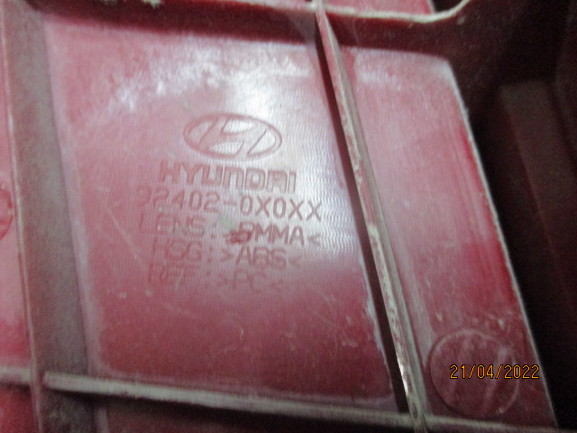 HYUNDAI
92402-0X0XX
LENS:>PMMA<
HSG:>ABS<
REF:>PC<
21/04/2022